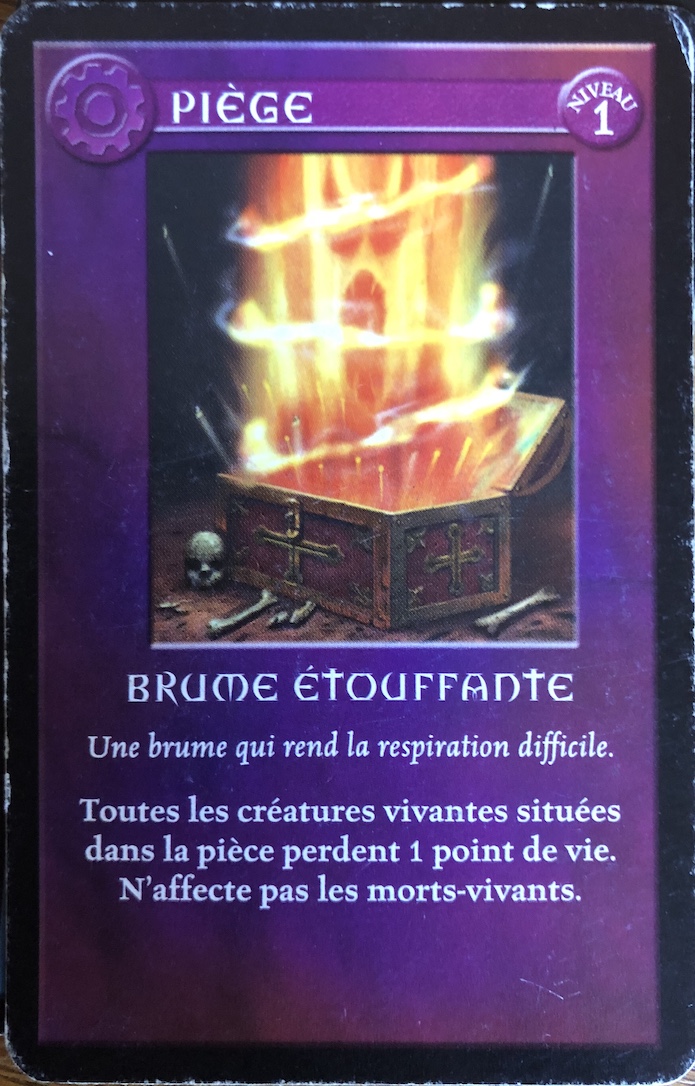 PIÈGE
NIVEAU
1
BRUME ÉTOUFFANTE
Une brume qui rend la respiration difficile.
Toutes les créatures vivantes situées
dans la pièce perdent 1 point de vie.
N'affecte pas les morts-vivants.